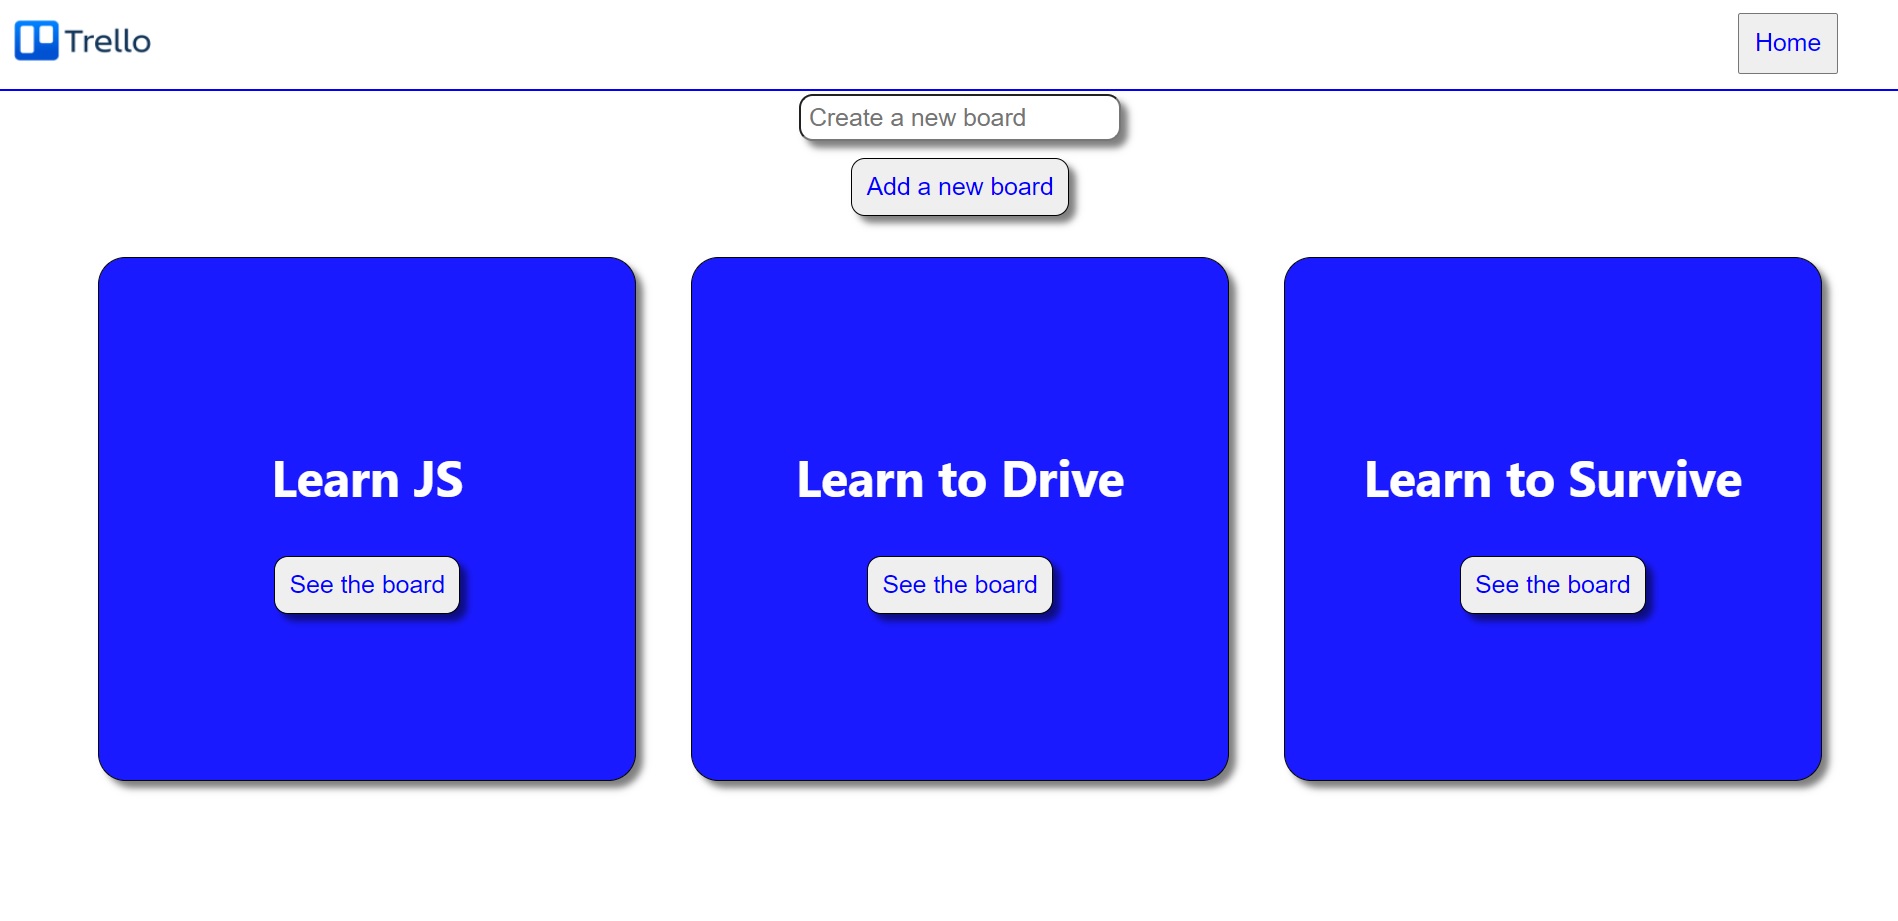 Trello
Home
Create a new board
Add a new board
Learn JS
Learn to Drive
Learn to Survive
See the board
See the board
See the board